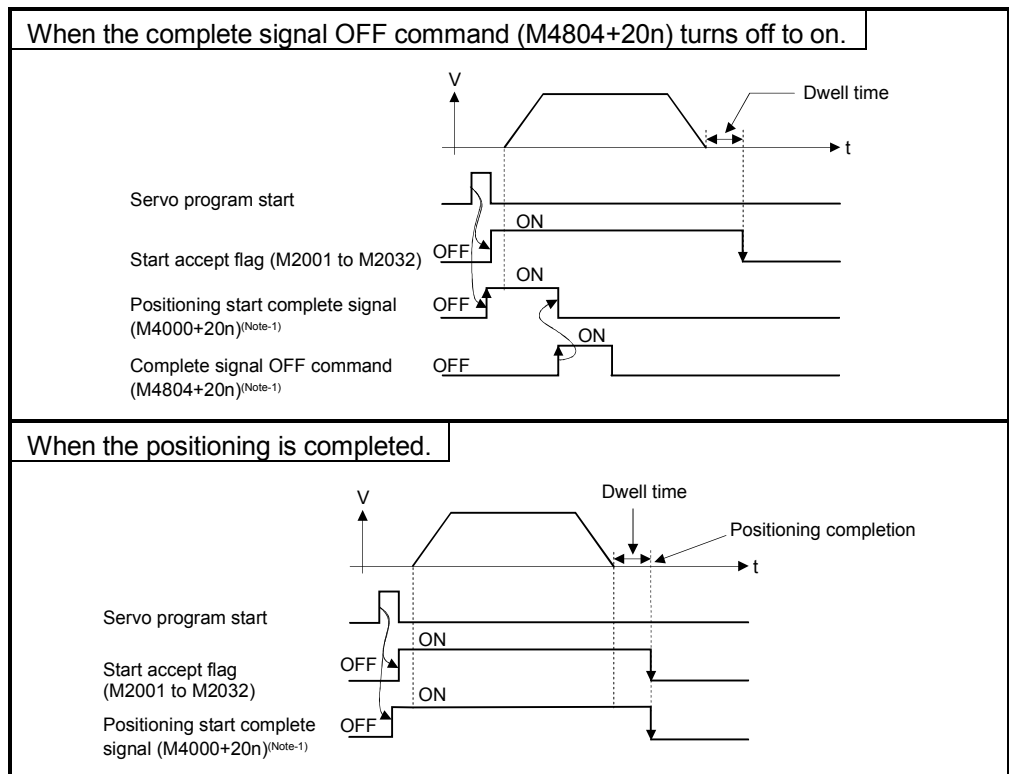 When the complete signal OFF command (M4804+20n) turns off to on.
V
Dwell time
t
Servo program start
ON
Start accept flag (M2001 to M2032)
OFF
ON
Positioning start complete signal
(M4000+20n)(Note-1)
OFF
ON
Complete signal OFF command
(M4804+20n)(Note-1)
OFF
When the positioning is completed.
V
Dwell time
Positioning completion
t
Servo program start
ON
OFF
Start accept flag
(M2001 to M2032)
ON
Positioning start complete
signal (M4000+20n)(Note-1)
OFF